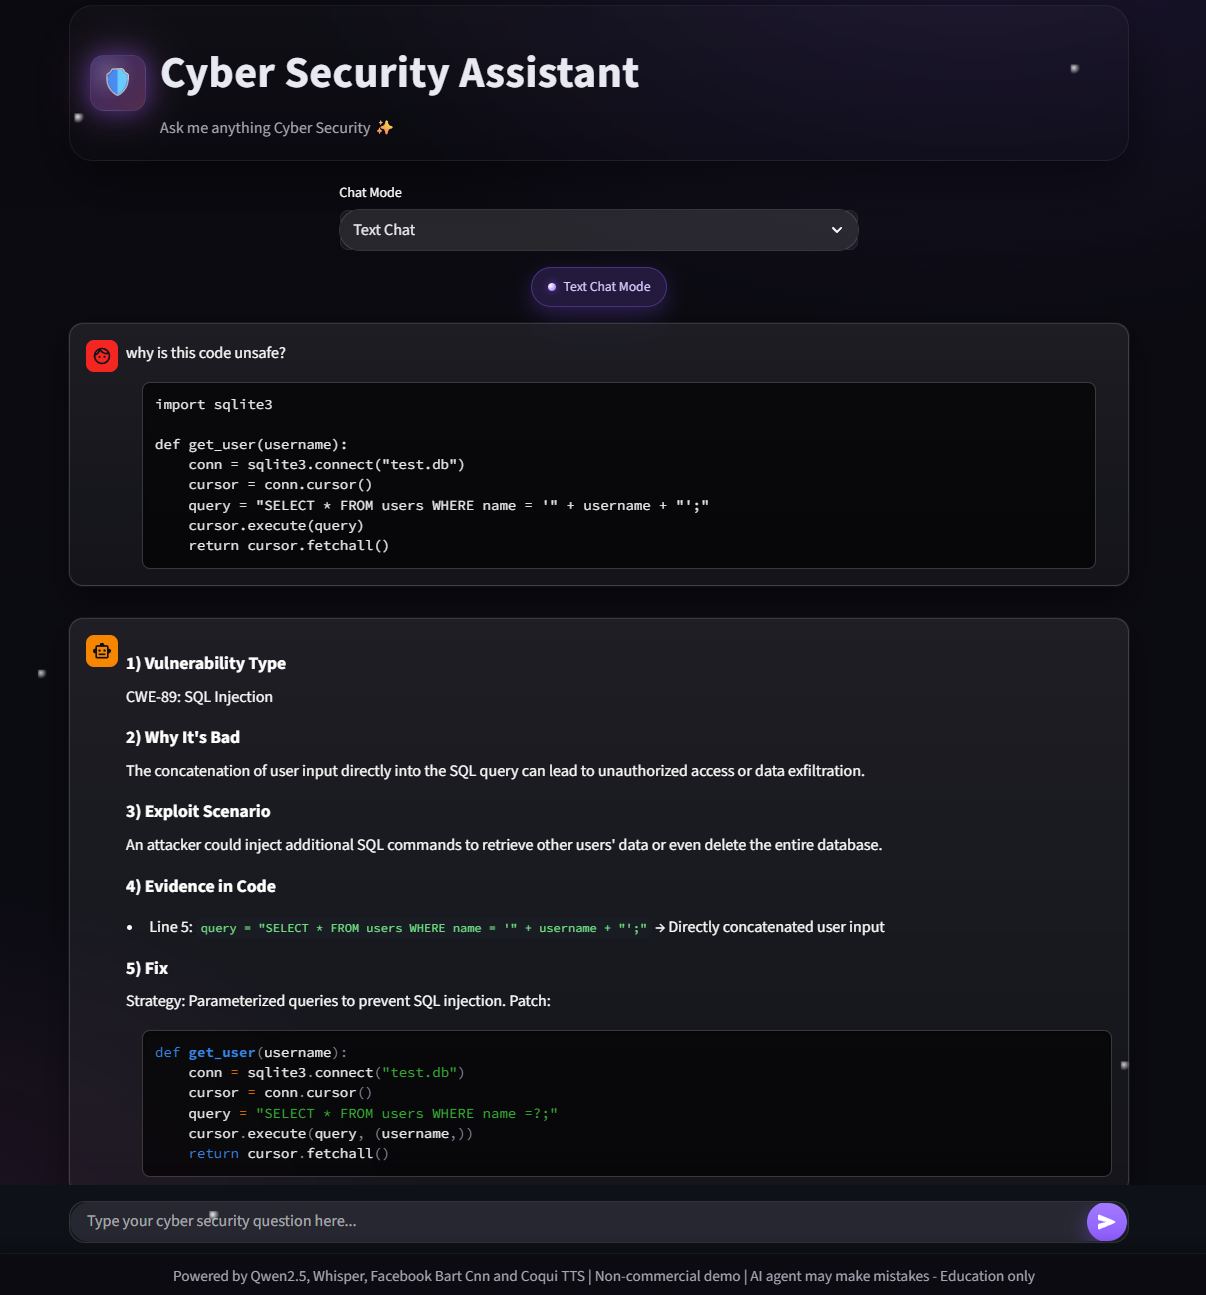 Cyber Security Assistant
Ask me anything Cyber Security ✨
Chat Mode
Text Chat
Text Chat Mode
why is this code unsafe?
import sqlite3
def get_user(username):
    conn = sqlite3.connect("test.db")
    cursor = conn.cursor()
    query = "SELECT * FROM users WHERE name = '" + username + "';"
    cursor.execute(query)
    return cursor.fetchall()
1) Vulnerability Type
CWE-89: SQL Injection
2) Why It's Bad
The concatenation of user input directly into the SQL query can lead to unauthorized access or data exfiltration.
3) Exploit Scenario
An attacker could inject additional SQL commands to retrieve other users' data or even delete the entire database.
4) Evidence in Code
• Line 5: query = "SELECT * FROM users WHERE name = '" + username + "';" → Directly concatenated user input
5) Fix
Strategy: Parameterized queries to prevent SQL injection. Patch:
def get_user(username):
    conn = sqlite3.connect("test.db")
    cursor = conn.cursor()
    query = "SELECT * FROM users WHERE name =?;"
    cursor.execute(query, (username,))
    return cursor.fetchall()
Type your cyber security question here...
Powered by Qwen2.5, Whisper, Facebook Bart Cnn and Coqui TTS | Non-commercial demo | AI agent may make mistakes - Education only